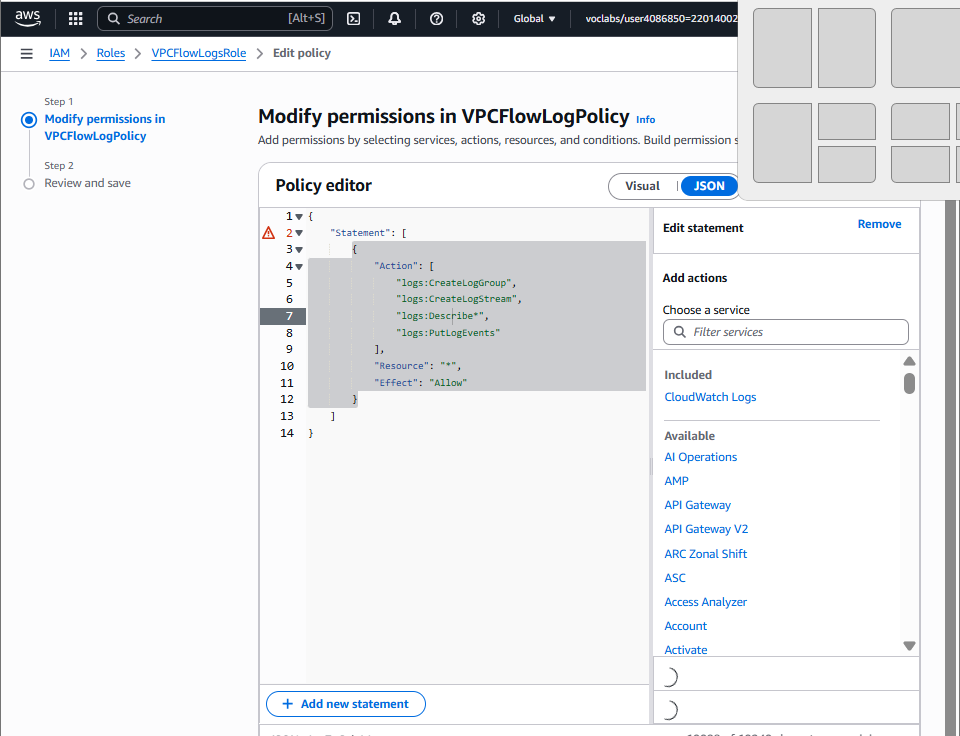 aws
Search [Alt+S]
Global ▼ voclabs/user4086850=22014002
IAM > Roles > VPCFlowLogsRole > Edit policy
Step 1
Modify permissions in
VPCFlowLogPolicy
Step 2
Review and save
Modify permissions in VPCFlowLogPolicy Info
Add permissions by selecting services, actions, resources, and conditions. Build permission s
Policy editor
Visual JSON
1 {
2 "Statement": [
3 {
4 "Action": [
5 "logs:CreateLogGroup",
6 "logs:CreateLogStream",
7 "logs:Describe*",
8 "logs:PutLogEvents"
9 ],
10 "Resource": "*",
11 "Effect": "Allow"
12 }
13 ]
14 }
+ Add new statement
Edit statement Remove
Add actions
Choose a service
Filter services
Included
CloudWatch Logs
Available
AI Operations
AMP
API Gateway
API Gateway V2
ARC Zonal Shift
ASC
Access Analyzer
Account
Activate